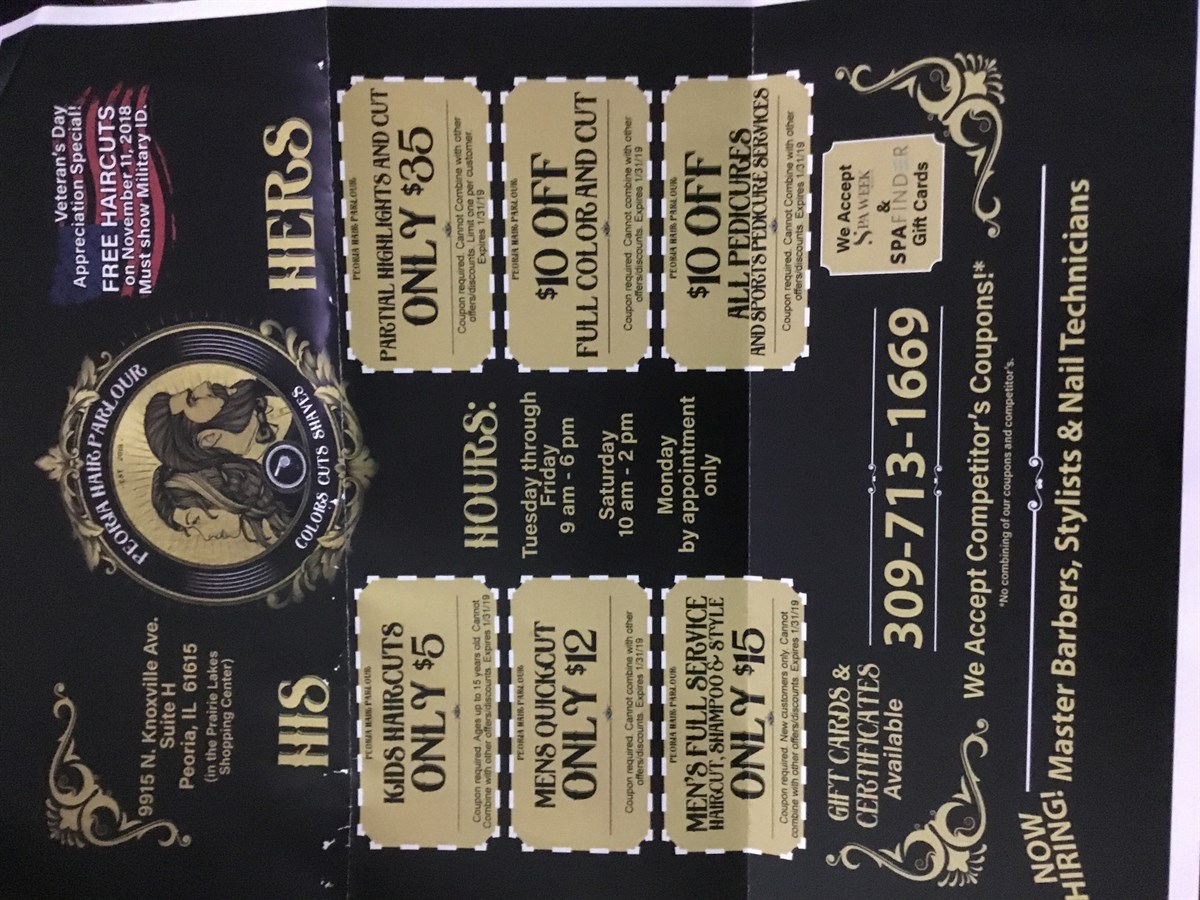 9915 N. Knoxville Ave.
Suite H
Peoria, IL 61615
(in the Prairie Lakes
Shopping Center)
PEORIA HAIR PARLOUR
EST 2018
COLORS CUTS SHAVES
Veteran's Day
Appreciation Special!
FREE HAIRCUTS
on November 11, 2018
Must show Military ID.
HIS
PEORIA HAIR PARLOUR
KIDS HAIRCUTS
ONLY $5
Coupon required. Ages up to 15 years old. Cannot
Combine with other offers/discounts. Expires 1/31/19
PEORIA HAIR PARLOUR
MENS QUICKCUT
ONLY $12
Coupon required. Cannot combine with other
offers/discounts. Expires 1/31/19
PEORIA HAIR PARLOUR
MEN'S FULL SERVICE
HAIRCUT, SHAMPOO & STYLE
ONLY $15
Coupon required. New customers only. Cannot
combine with other offers/discounts. Expires 1/31/19
HOURS:
Tuesday through
Friday
9 am - 6 pm
Saturday
10 am - 2 pm
Monday
by appointment
only
HERS
PEORIA HAIR PARLOUR
PARTIAL HIGHLIGHTS AND CUT
ONLY $35
Coupon required. Cannot Combine with other
offers/discounts. Limit one per customer.
Expires 1/31/19
PEORIA HAIR PARLOUR
$10 OFF
FULL COLOR AND CUT
Coupon required. Cannot combine with other
offers/discounts. Expires 1/31/19
PEORIA HAIR PARLOUR
$10 OFF
ALL PEDICURES
AND SPORTS PEDICURE SERVICES
Coupon required. Cannot Combine with other
offers/discounts. Expires 1/31/19
GIFT CARDS &
CERTIFICATES
Available
309-713-1669
We Accept
SPA WEEK
&
SPAFINDER
Gift Cards
We Accept Competitor's Coupons!*
*No combining of our coupons and competitor's.
NOW
HIRING! Master Barbers, Stylists & Nail Technicians